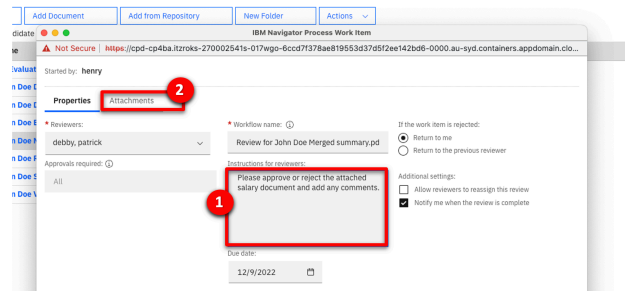 Add Document Add from Repository New Folder Actions
didate
IBM Navigator Process Work Item
Not Secure https://cpd-cp4ba.itzroks-270002541s-017wgo-6ccd7f378ae819553d37d5f2ee142bd6-0000.au-syd.containers.appdomain.clo...
Started by: henry
Evaluat
n Doe D
n Doe D
n Doe E
n Doe
n Doe F
n Doe S
n Doe V
Properties Attachments
2
* Reviewers:
debby, patrick
Approvals required:
All
* Workflow name:
Review for John Doe Merged summary.pd
Instructions for reviewers:
Please approve or reject the attached
salary document and add any comments.
1
Due date:
12/9/2022
If the work item is rejected:
Return to me
Return to the previous reviewer
Additional settings:
Allow reviewers to reassign this review
Notify me when the review is complete